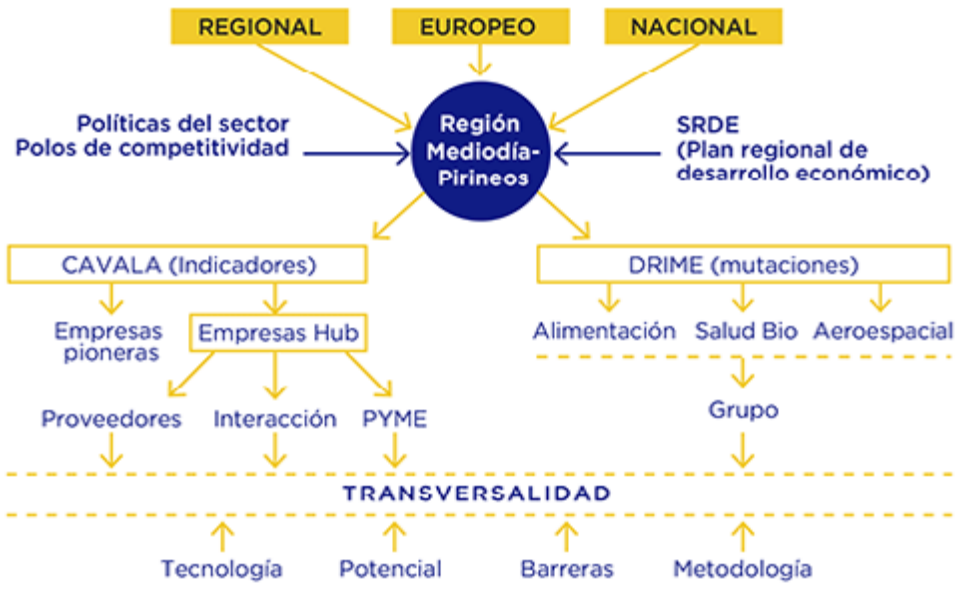 REGIONAL
EUROPEO
NACIONAL
Políticas del sector
Polos de competitividad
Región
Mediodía-
Pirineos
SRDE
(Plan regional de
desarrollo económico)
CAVALA (Indicadores)
DRIME (mutaciones)
Empresas
pioneras
Empresas Hub
Alimentación
Salud Bio
Aeroespacial
Proveedores
Interacción
PYME
Grupo
TRANSVERSALIDAD
Tecnología
Potencial
Barreras
Metodología